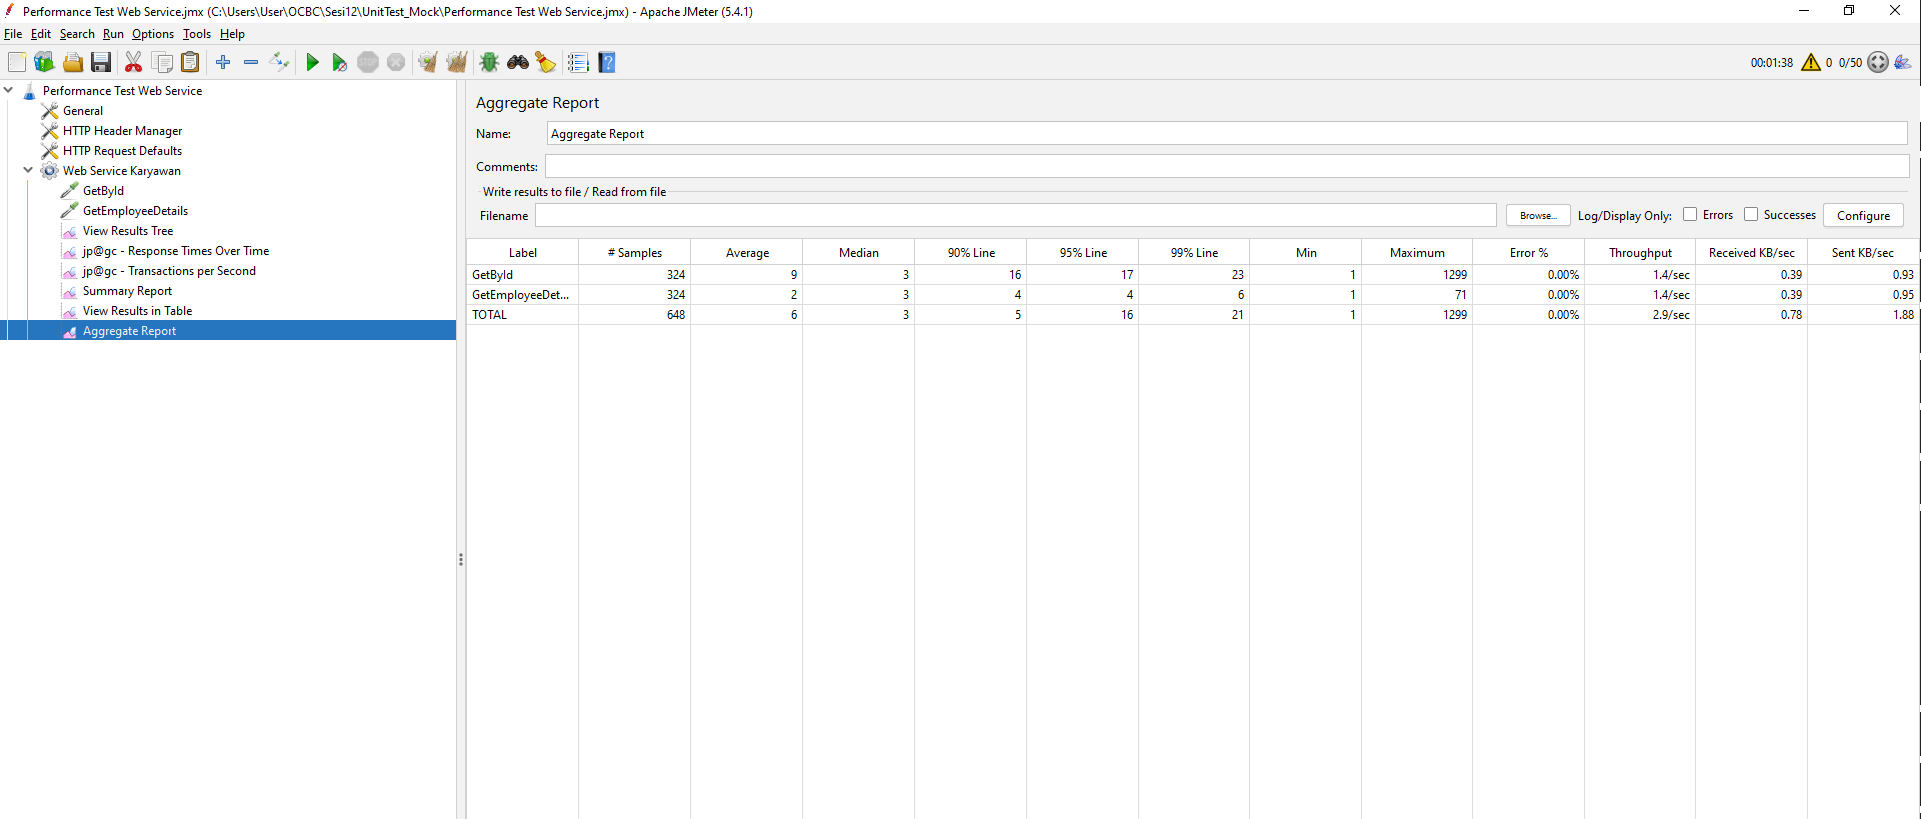 Performance Test Web Service.jmx (C:\Users\User\OCBC\Sesi12\UnitTest_Mock\Performance Test Web Service.jmx) - Apache JMeter (5.4.1)
File Edit Search Run Options Tools Help
STOP
00:01:38 0 0/50
Performance Test Web Service
General
HTTP Header Manager
HTTP Request Defaults
Web Service Karyawan
GetById
GetEmployeeDetails
View Results Tree
jp@gc - Response Times Over Time
jp@gc - Transactions per Second
Summary Report
View Results in Table
Aggregate Report
Aggregate Report
Name: Aggregate Report
Comments:
Write results to file / Read from file
Filename Browse... Log/Display Only: Errors Successes Configure
Label # Samples Average Median 90% Line 95% Line 99% Line Min Maximum Error % Throughput Received KB/sec Sent KB/sec
GetById 324 9 3 16 17 23 1 1299 0.00% 1.4/sec 0.39 0.93
GetEmployeeDet... 324 2 3 4 4 6 1 71 0.00% 1.4/sec 0.39 0.95
TOTAL 648 6 3 5 16 21 1 1299 0.00% 2.9/sec 0.78 1.88